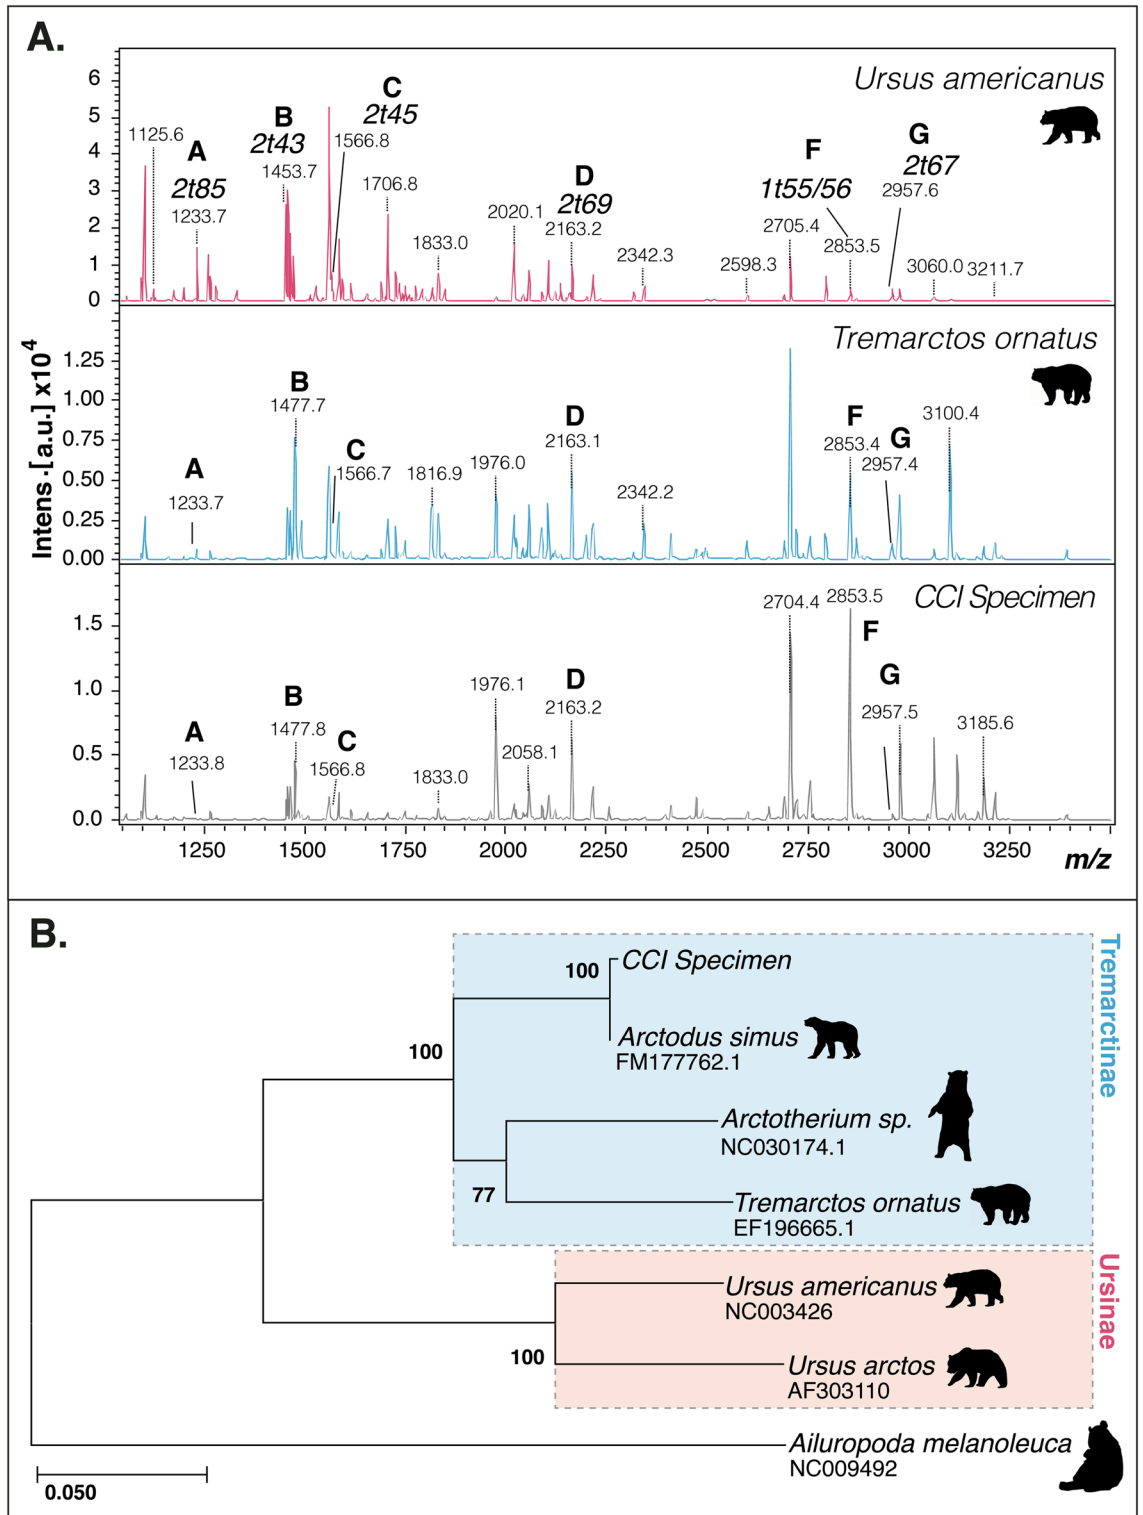 A.
Ursus americanus
6
5
4
3
2
1
0
1125.6
A
2t85
1233.7
B
2t43
1453.7
C
2t45
1566.8
1706.8
1833.0
2020.1
D
2t69
2163.2
2342.3
2598.3
2705.4
F
1t55/56
2853.5
G
2t67
2957.6
3060.0
3211.7
Intens.[a.u.] x10⁴
Tremarctos ornatus
1.25
1.00
0.75
0.50
0.25
0.00
A
1233.7
B
1477.7
C
1566.7
1816.9
1976.0
D
2163.1
2342.2
F
2853.4
G
2957.4
3100.4
CCI Specimen
1.5
1.0
0.5
0.0
A
1233.8
B
1477.8
C
1566.8
1833.0
1976.1
2058.1
D
2163.2
2704.4
2853.5
F
G
2957.5
3185.6
1250
1500
1750
2000
2250
2500
2750
3000
3250
m/z
B.
Tremarctinae
100
CCI Specimen
Arctodus simus
FM177762.1
100
Arctotherium sp.
NC030174.1
77
Tremarctos ornatus
EF196665.1
Ursinae
Ursus americanus
NC003426
100
Ursus arctos
AF303110
Ailuropoda melanoleuca
NC009492
0.050